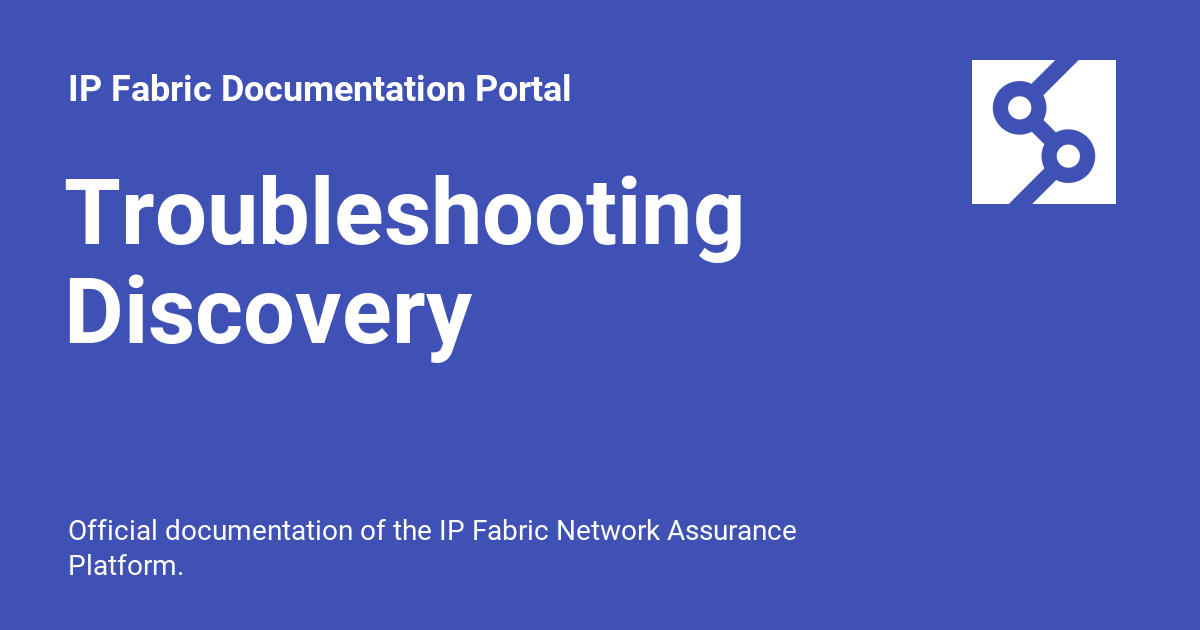 IP Fabric Documentation Portal
Troubleshooting
Discovery
Official documentation of the IP Fabric Network Assurance
Platform.